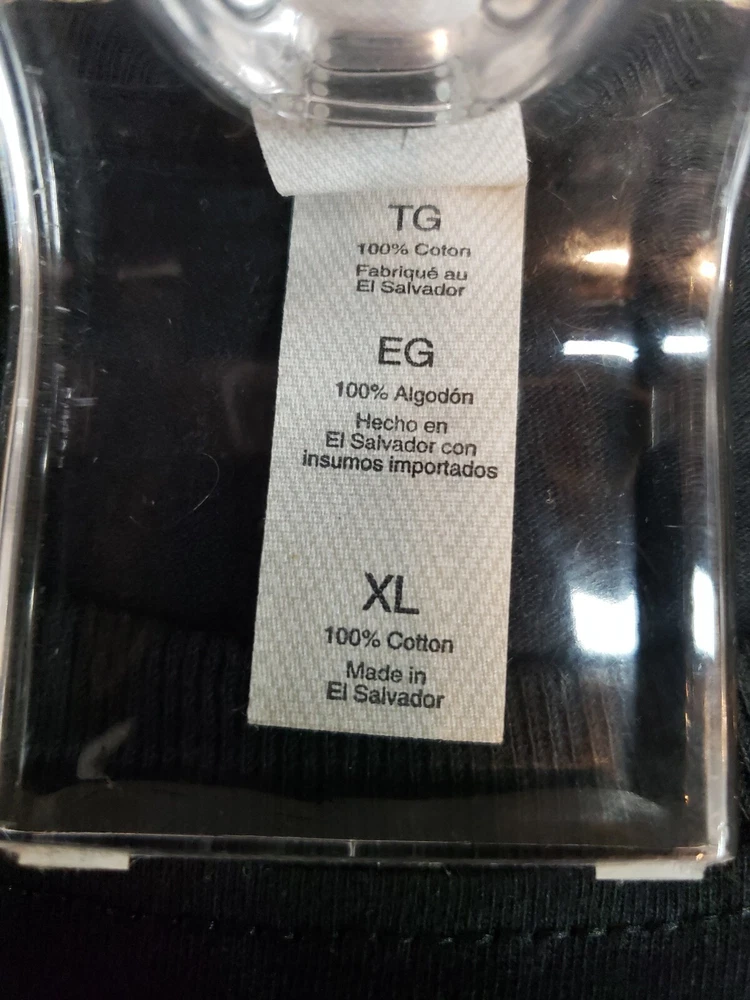 TG
100% Coton
Fabriqué au
El Salvador
EG
100% Algodón
Hecho en
El Salvador con
insumos importados
XL
100% Cotton
Made in
El Salvador